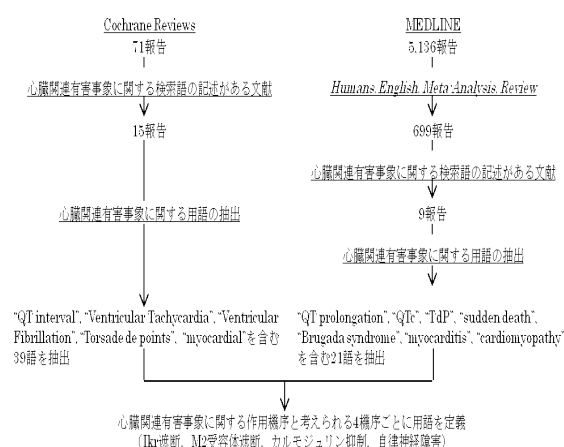 Cochrane Reviews
71報告
心臓関連有害事象に関する検索語の記述がある文献
15報告
心臓関連有害事象に関する用語の抽出
"QT interval", "Ventricular Tachycardia", "Ventricular
Fibrillation", "Torsade de points", "myocardial"を含む
39語を抽出
MEDLINE
5,136報告
Humans, English, Meta-Analysis, Review
699報告
心臓関連有害事象に関する検索語の記述がある文献
9報告
心臓関連有害事象に関する用語の抽出
"QT prolongation", "QTc", "TdP", "sudden death",
"Brugada syndrome", "myocarditis", "cardiomyopathy"
を含む21語を抽出
心臓関連有害事象に関する作用機序と考えられる4機序ごとに用語を定義
(Ikr遮断, M2受容体遮断, カルモジュリン抑制, 自律神経障害)